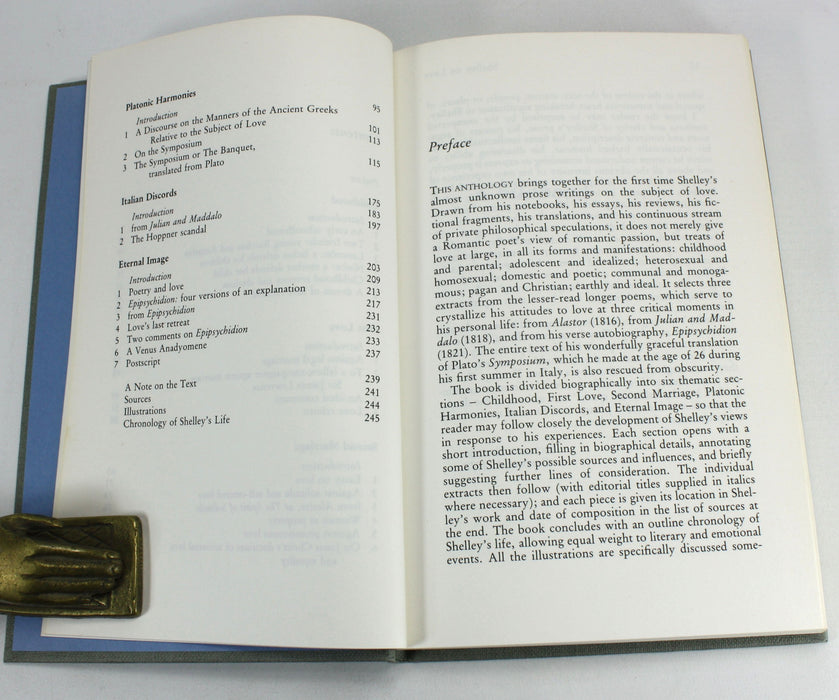 Platonic Harmonies
Introduction 95
1 A Discourse on the Manners of the Ancient Greeks
Relative to the Subject of Love 101
2 On the Symposium 113
3 The Symposium or The Banquet,
translated from Plato 115
Italian Discords
Introduction 175
1 from Julian and Maddalo 183
2 The Hoppner scandal 197
Eternal Image
Introduction 203
1 Poetry and love 209
2 Epipsychidion: four versions of an explanation 213
3 from Epipsychidion 217
4 Love's last retreat 231
5 Two comments on Epipsychidion 232
6 A Venus Anadyomene 233
7 Postscript 237
A Note on the Text 239
Sources 241
Illustrations 244
Chronology of Shelley's Life 245
Preface
THIS ANTHOLOGY brings together for the first time Shelley's
almost unknown prose writings on the subject of love.
Drawn from his notebooks, his essays, his reviews, his fic-
tional fragments, his translations, and his continuous stream
of private philosophical speculations, it does not merely give
a Romantic poet's view of romantic passion, but treats of
love at large, in all its forms and manifestations: childhood
and parental; adolescent and idealized; heterosexual and
homosexual; domestic and poetic; communal and monoga-
mous; pagan and Christian; earthly and ideal. It selects three
extracts from the lesser-read longer poems, which serve to
crystallize his attitudes to love at three critical moments in
his personal life: from Alastor (1816), from Julian and Mad-
dalo (1818), and from his verse autobiography, Epipsychidion
(1821). The entire text of his wonderfully graceful translation
of Plato's Symposium, which he made at the age of 26 during
his first summer in Italy, is also rescued from obscurity.
The book is divided biographically into six thematic sec-
tions – Childhood, First Love, Second Marriage, Platonic
Harmonies, Italian Discords, and Eternal Image – so that the
reader may follow closely the development of Shelley's views
in response to his experiences. Each section opens with a
short introduction, filling in biographical details, annotating
some of Shelley's possible sources and influences, and briefly
suggesting further lines of consideration. The individual
extracts then follow (with editorial titles supplied in italics
where necessary); and each piece is given its location in Shel-
ley's work and date of composition in the list of sources at
the end. The book concludes with an outline chronology of
Shelley's life, allowing equal weight to literary and emotional
events. All the illustrations are specifically discussed some-